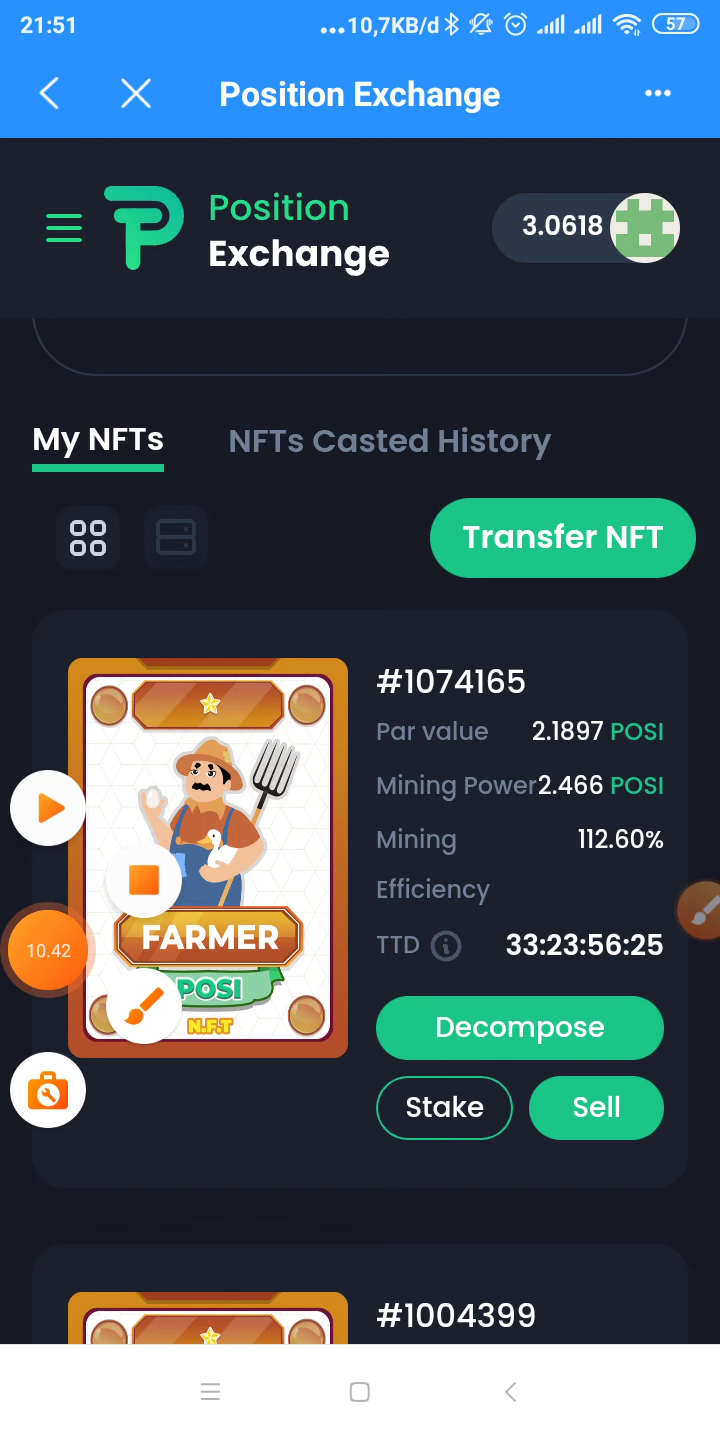 21:51
...10,7KB/d
57
Position Exchange
Position
Exchange
3.0618
My NFTs
NFTs Casted History
Transfer NFT
#1074165
Par value 2.1897 POSI
Mining Power 2.466 POSI
Mining 112.60%
Efficiency
TTD 33:23:56:25
FARMER
POSI
N.F.T
10.42
Decompose
Stake
Sell
#1004399